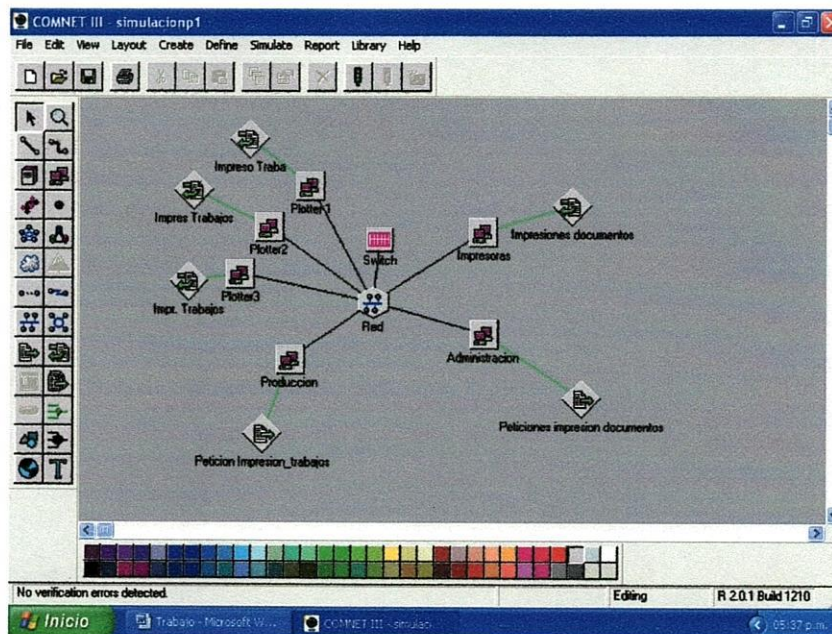 COMNET III - simulacionp1
File Edit View Layout Create Define Simulate Report Library Help
Impreso Traba
Plotter1
Impres Trabajos
Plotter2
Switch
Impresoras
Impresiones documentos
Impr. Trabajos
Plotter3
Red
Produccion
Administracion
Peticiones impresion documentos
Peticion Impresion_trabajos
No verification errors detected. Editing R 2.0.1 Build 1210
Inicio Trabajo - Microsoft W... COMNET III - simulac 05:37 p.m.